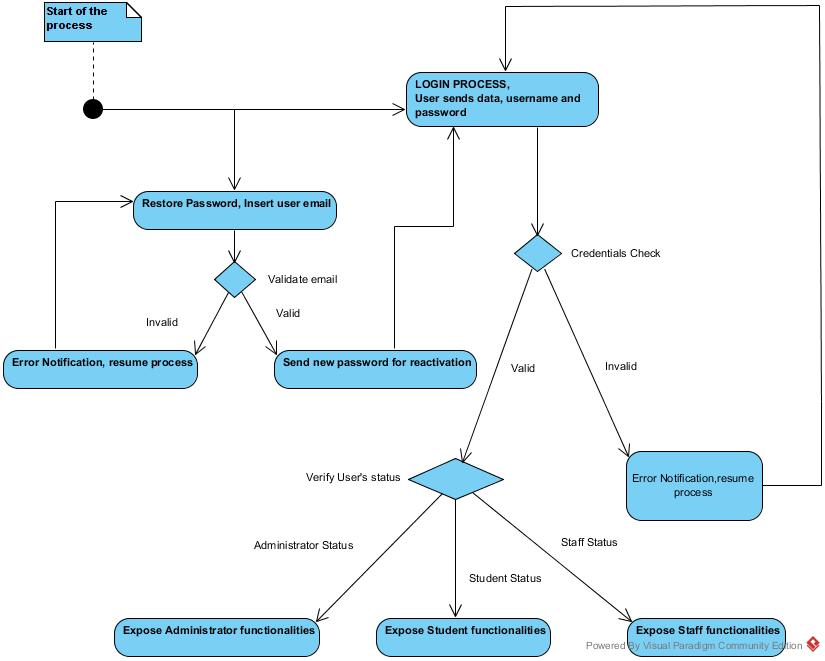 Start of the
process
LOGIN PROCESS,
User sends data, username and
password
Restore Password, Insert user email
Credentials Check
Validate email
Valid
Invalid
Error Notification, resume process
Send new password for reactivation
Valid
Invalid
Verify User's status
Error Notification,resume
process
Staff Status
Administrator Status
Student Status
Expose Administrator functionalities
Expose Student functionalities
Expose Staff functionalities
Powered By Visual Paradigm Community Edition